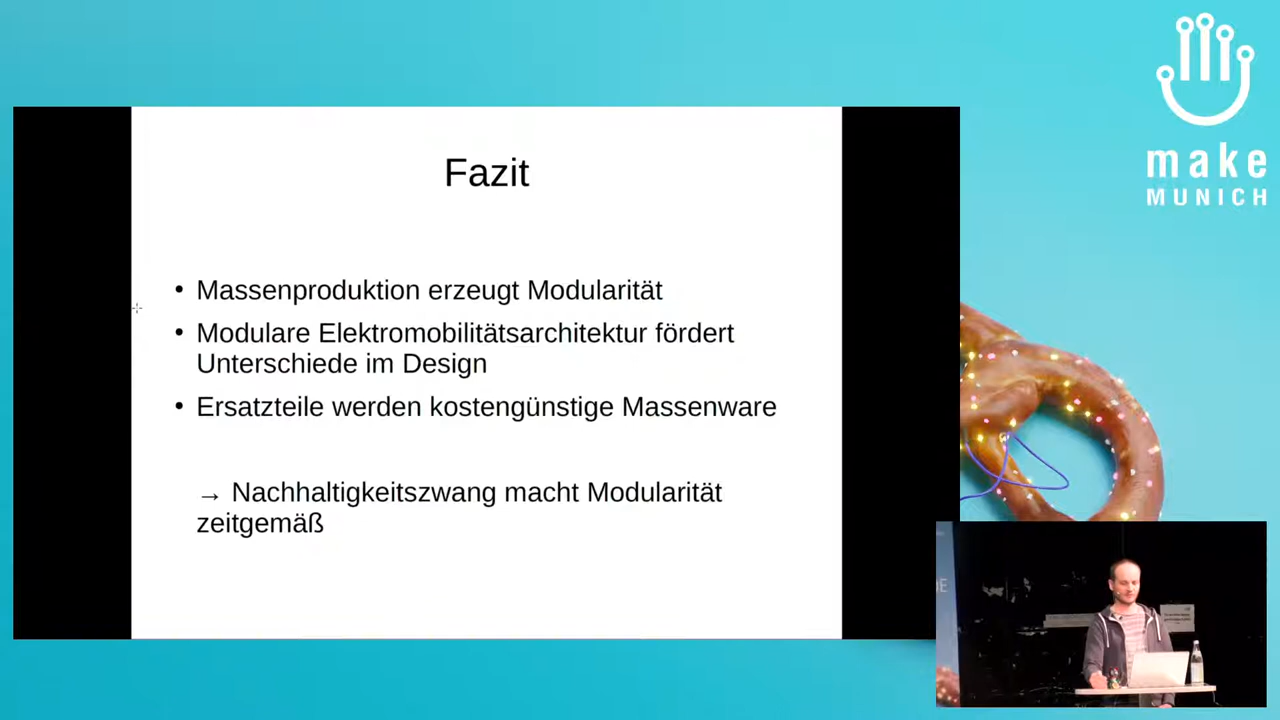 make
MUNICH
Fazit
• Massenproduktion erzeugt Modularität
• Modulare Elektromobilitätsarchitektur fördert
Unterschiede im Design
• Ersatzteile werden kostengünstige Massenware
→ Nachhaltigkeitszwang macht Modularität
zeitgemäß